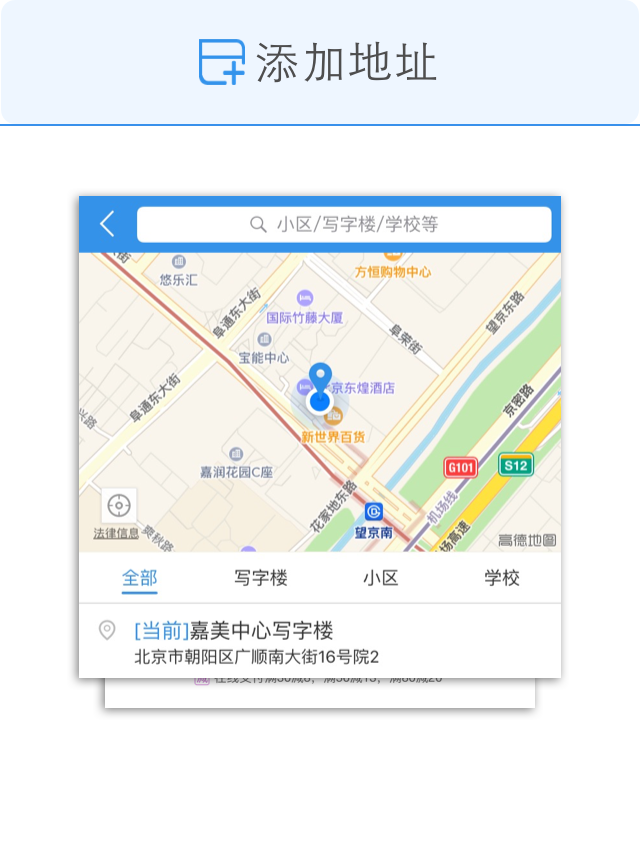 添加地址
小区/写字楼/学校等
悠乐汇
方恒购物中心
阜通东大街
国际竹藤大厦
望京东路
阜荣街
宝能中心
京东煌酒店
京密路
阜通东大街
新世界百货
嘉润花园C座
G101
S12
机场线
花家地东路
望京南
场高速
法律信息
高德地图
全部
写字楼
小区
学校
[当前]嘉美中心写字楼
北京市朝阳区广顺南大街16号院2